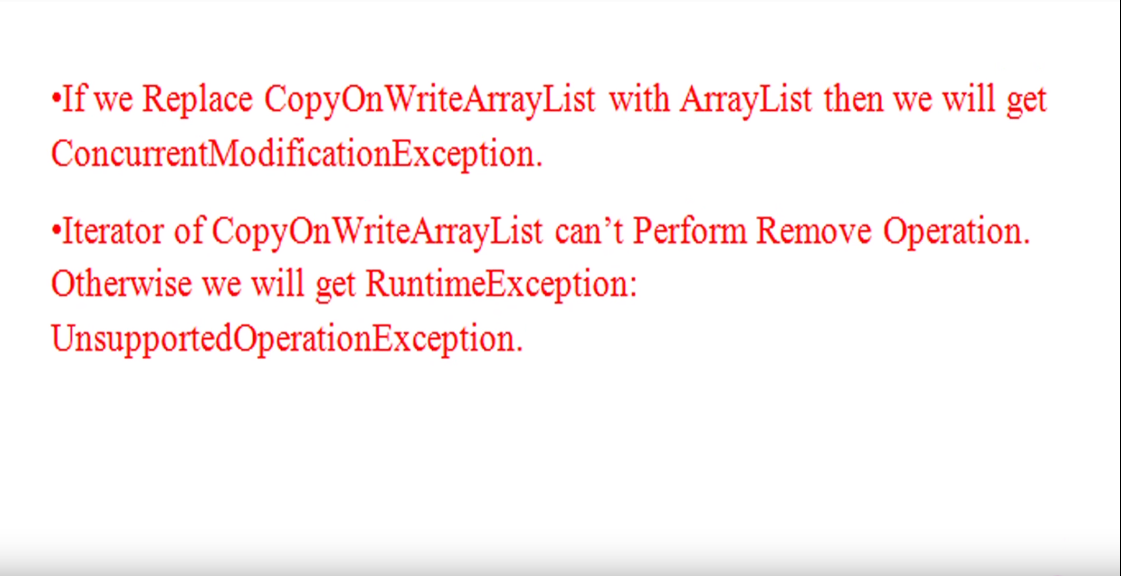 •If we Replace CopyOnWriteArrayList with ArrayList then we will get
ConcurrentModificationException.
•Iterator of CopyOnWriteArrayList can’t Perform Remove Operation.
Otherwise we will get RuntimeException:
UnsupportedOperationException.